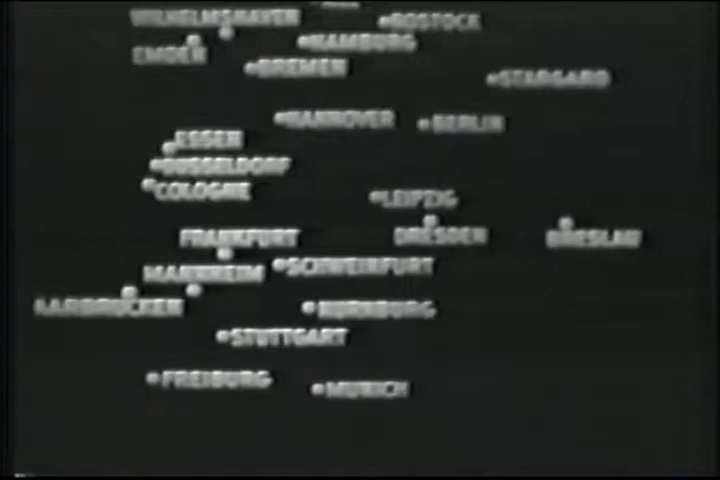 WILHELMSHAVEN
ROSTOCK
HAMBURG
EMDEN
BREMEN
STARGARD
HANNOVER
BERLIN
ESSEN
DUSSELDORF
COLOGNE
LEIPZIG
FRANKFURT
DRESDEN
BRESLAU
MANNHEIM
SCHWEINFURT
AARBRUCKEN
NURNBURG
STUTTGART
FREIBURG
MUNICH